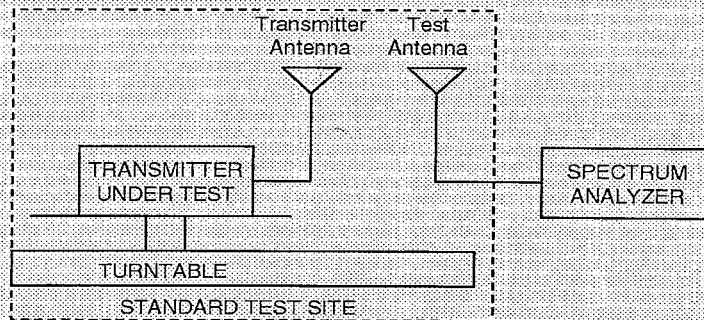 Transmitter
Antenna
Test
Antenna
TRANSMITTER
UNDER TEST
SPECTRUM
ANALYZER
TURNTABLE
STANDARD TEST SITE